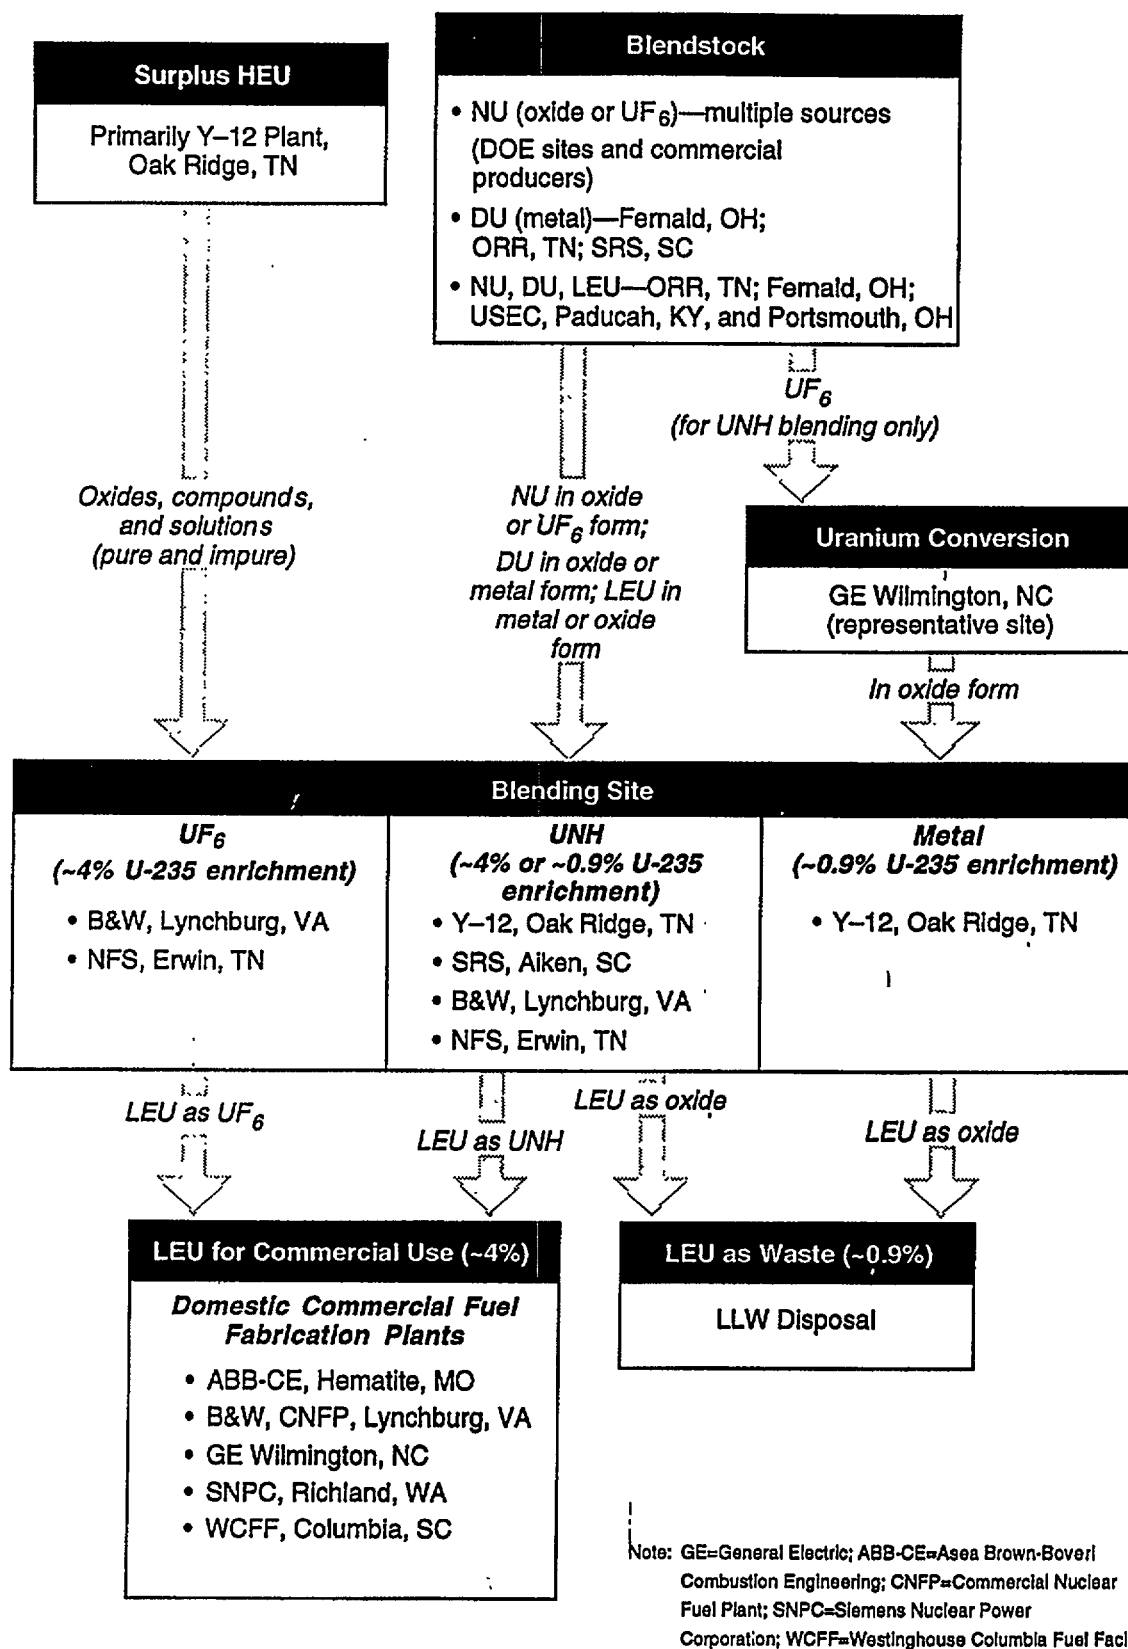 Surplus HEU
Primarily Y–12 Plant,
Oak Ridge, TN
Blendstock
• NU (oxide or UF6)—multiple sources
(DOE sites and commercial
producers)
• DU (metal)—Fernald, OH;
ORR, TN; SRS, SC
• NU, DU, LEU—ORR, TN; Fernald, OH;
USEC, Paducah, KY, and Portsmouth, OH
Oxides, compounds,
and solutions
(pure and impure)
NU in oxide
or UF6 form;
DU in oxide or
metal form; LEU in
metal or oxide
form
UF6
(for UNH blending only)
Uranium Conversion
GE Wilmington, NC
(representative site)
In oxide form
Blending Site
UF6
(~4% U-235 enrichment)
• B&W, Lynchburg, VA
• NFS, Erwin, TN
UNH
(~4% or ~0.9% U-235
enrichment)
• Y–12, Oak Ridge, TN
• SRS, Aiken, SC
• B&W, Lynchburg, VA
• NFS, Erwin, TN
Metal
(~0.9% U-235 enrichment)
• Y–12, Oak Ridge, TN
LEU as UF6
LEU as UNH
LEU as oxide
LEU as oxide
LEU for Commercial Use (~4%)
Domestic Commercial Fuel
Fabrication Plants
• ABB-CE, Hematite, MO
• B&W, CNFP, Lynchburg, VA
• GE Wilmington, NC
• SNPC, Richland, WA
• WCFF, Columbia, SC
LEU as Waste (~0.9%)
LLW Disposal
Note: GE=General Electric; ABB-CE=Asea Brown-Boveri
Combustion Engineering; CNFP=Commercial Nuclear
Fuel Plant; SNPC=Siemens Nuclear Power
Corporation; WCFF=Westinghouse Columbia Fuel